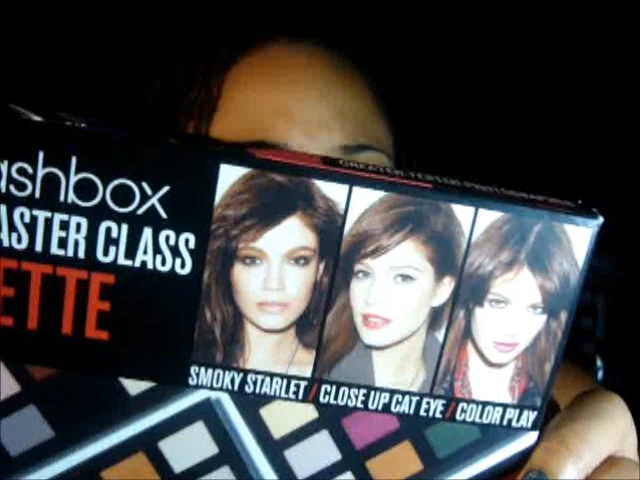 ashbox
ASTER CLASS
ETTE
SMOKY STARLET / CLOSE UP CAT EYE / COLOR PLAY